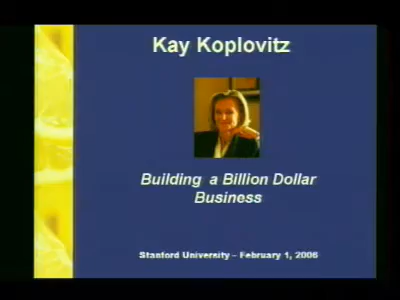 Kay Koplovitz
Building a Billion Dollar
Business
Stanford University - February 1, 2006